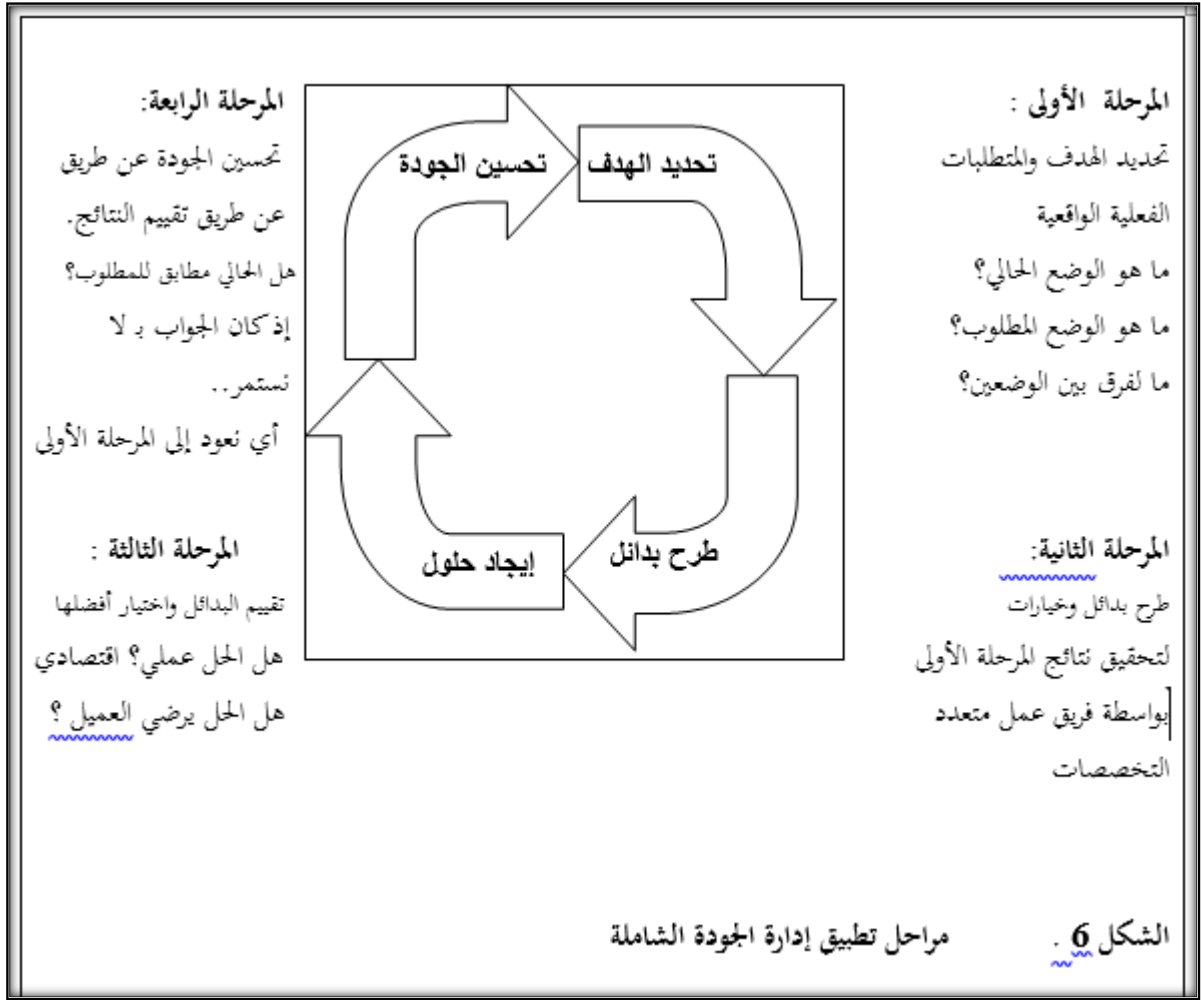 المرحلة الأولى :
تحديد الهدف والمتطلبات
الفعلية الواقعية
ما هو الوضع الحالي؟
ما هو الوضع المطلوب؟
ما لفرق بين الوضعين؟
المرحلة الثانية:
طرح بدائل وخيارات
لتحقيق نتائج المرحلة الأولى
بواسطة فريق عمل متعدد
التخصصات
تحديد الهدف
تحسين الجودة
طرح بدائل
إيجاد حلول
المرحلة الرابعة:
تحسين الجودة عن طريق
عن طريق تقييم النتائج.
هل الحالي مطابق للمطلوب؟
إذ كان الجواب بـ لا
نستمر..
أي نعود إلى المرحلة الأولى
المرحلة الثالثة :
تقييم البدائل واختيار أفضلها
هل الحل عملي؟ اقتصادي
هل الحل يرضي العميل ؟
الشكل 6 . مراحل تطبيق إدارة الجودة الشاملة